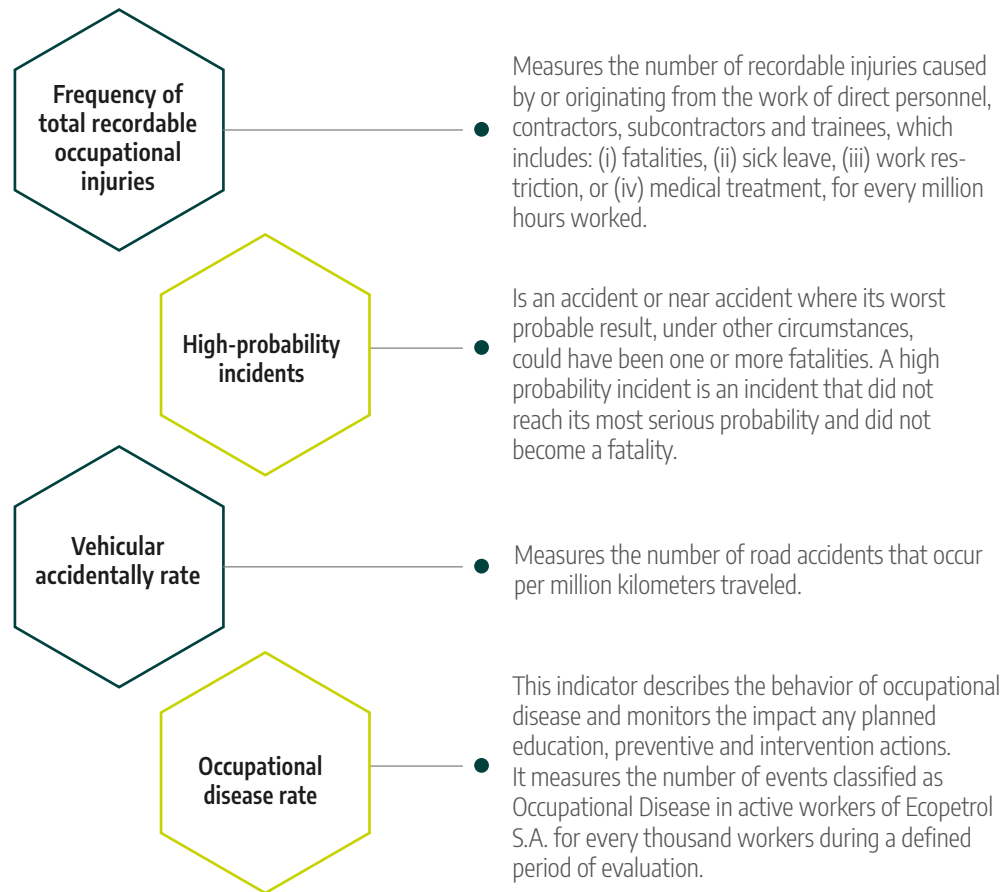 Frequency of
total recordable
occupational
injuries
Measures the number of recordable injuries caused
by or originating from the work of direct personnel,
contractors, subcontractors and trainees, which
includes: (i) fatalities, (ii) sick leave, (iii) work res-
triction, or (iv) medical treatment, for every million
hours worked.
High-probability
incidents
Is an accident or near accident where its worst
probable result, under other circumstances,
could have been one or more fatalities. A high
probability incident is an incident that did not
reach its most serious probability and did not
become a fatality.
Vehicular
accidentally rate
Measures the number of road accidents that occur
per million kilometers traveled.
Occupational
disease rate
This indicator describes the behavior of occupational
disease and monitors the impact any planned
education, preventive and intervention actions.
It measures the number of events classified as
Occupational Disease in active workers of Ecopetrol
S.A. for every thousand workers during a defined
period of evaluation.